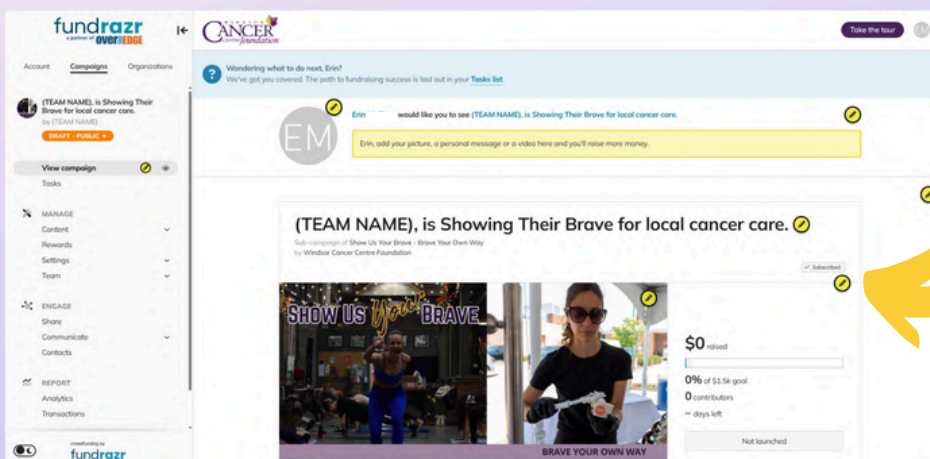 fundrazr
a partner of OVER THE EDGE
Account Campaigns Organizations
(TEAM NAME), is Showing Their
Brave for local cancer care.
by (TEAM NAME)
DRAFT - PUBLIC
View campaign
Tasks
MANAGE
Content
Rewards
Settings
Team
ENGAGE
Share
Communicate
Contacts
REPORT
Analytics
Transactions
crowdfunding by
fundrazr
WINDSOR
CANCER
CENTRE foundation
Take the tour
Wondering what to do next, Erin?
We've got you covered. The path to fundraising success is laid out in your Tasks list.
EM
Erin would like you to see (TEAM NAME), is Showing Their Brave for local cancer care.
Erin, add your picture, a personal message or a video here and you'll raise more money.
(TEAM NAME), is Showing Their Brave for local cancer care.
Sub-campaign of Show Us Your Brave - Brave Your Own Way
by Windsor Cancer Centre Foundation
Subscribed
SHOW US Your BRAVE
BRAVE YOUR OWN WAY
$0 raised
0% of $1.5k goal
0 contributors
– days left
Not launched